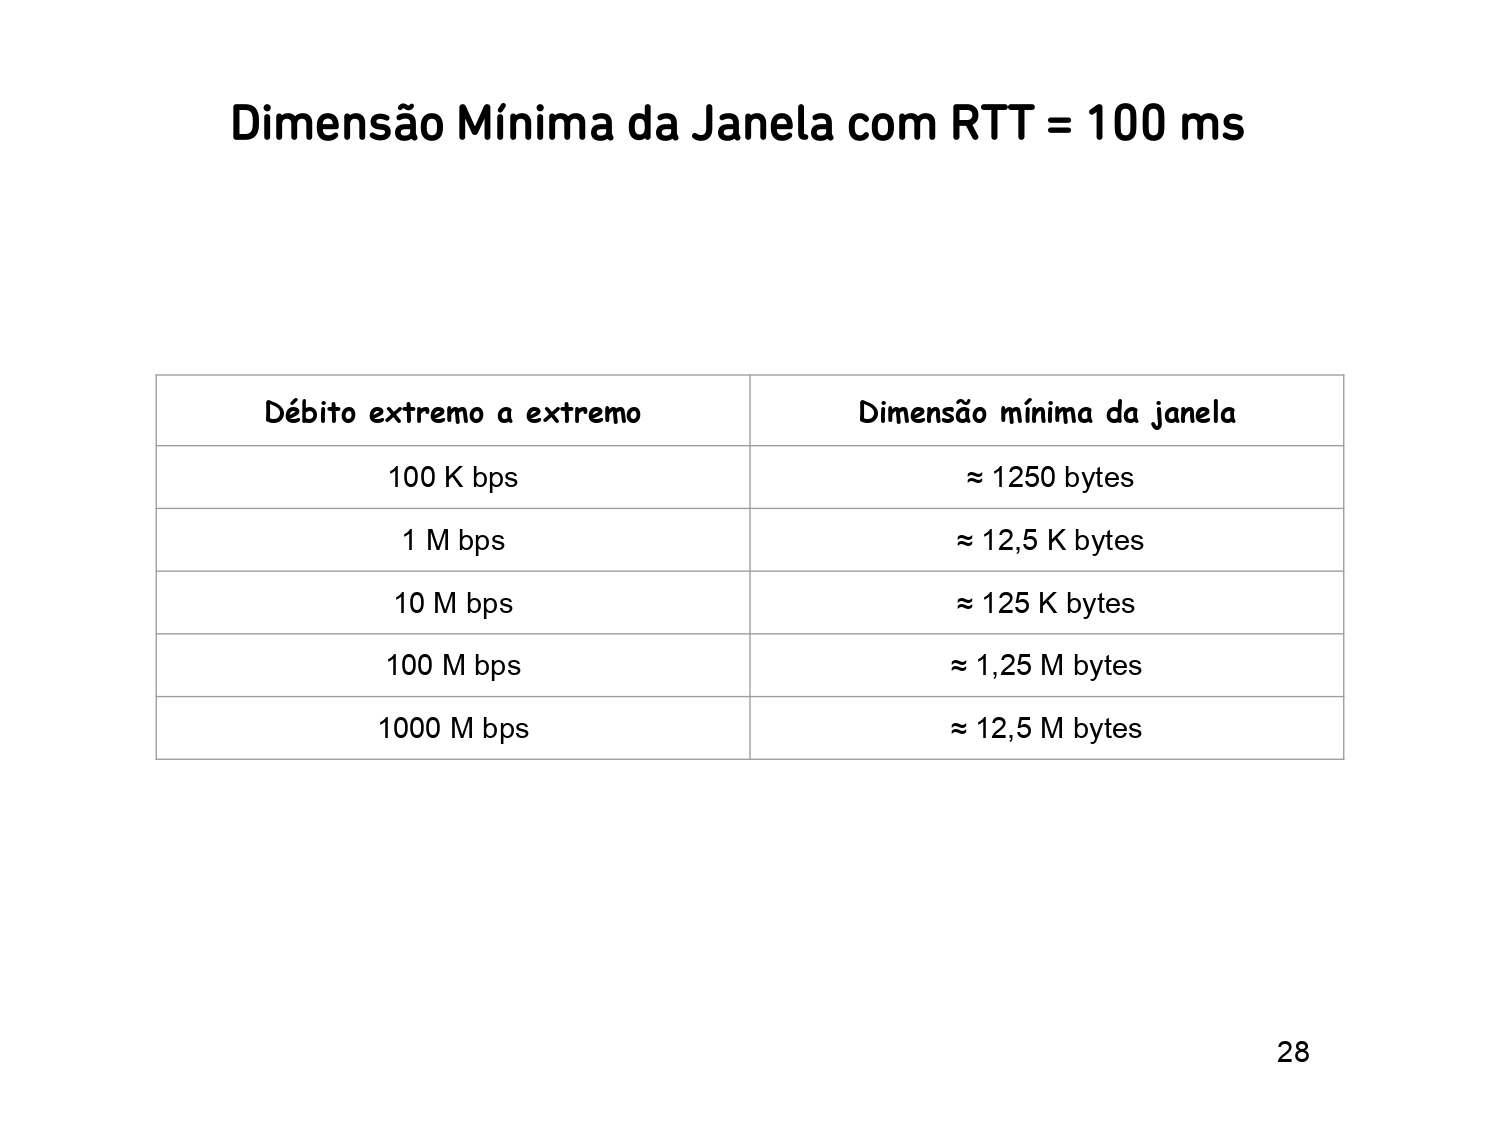 Dimensão Mínima da Janela com RTT = 100 ms
Débito extremo a extremo Dimensão mínima da janela
100 K bps ≈ 1250 bytes
1 M bps ≈ 12,5 K bytes
10 M bps ≈ 125 K bytes
100 M bps ≈ 1,25 M bytes
1000 M bps ≈ 12,5 M bytes
28